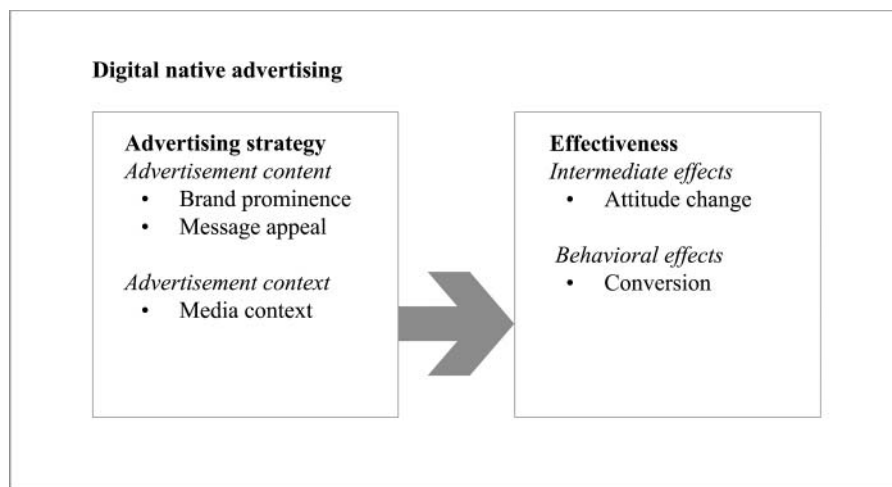 Digital native advertising
Advertising strategy
Advertisement content
• Brand prominence
• Message appeal
Advertisement context
• Media context
Effectiveness
Intermediate effects
• Attitude change
Behavioral effects
• Conversion